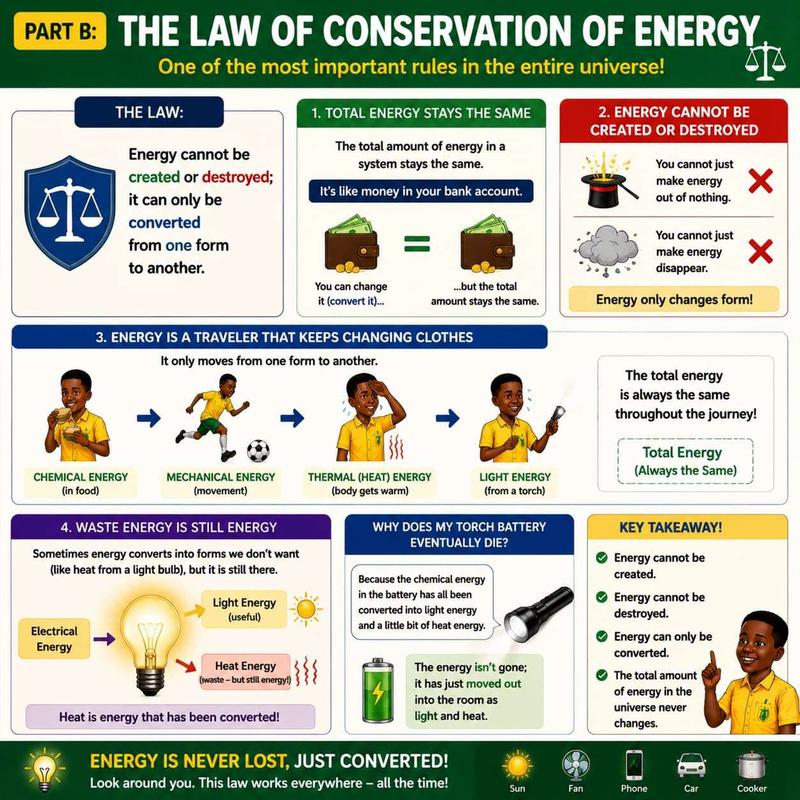 PART B:
THE LAW OF CONSERVATION OF ENERGY
One of the most important rules in the entire universe!
THE LAW:
Energy cannot be
created or destroyed;
it can only be
converted
from one form
to another.
1. TOTAL ENERGY STAYS THE SAME
The total amount of energy in a
system stays the same.
It's like money in your bank account.
=
You can change
it (convert it)...
...but the total
amount stays the same.
2. ENERGY CANNOT BE
CREATED OR DESTROYED
You cannot just
make energy
out of nothing.
You cannot just
make energy
disappear.
Energy only changes form!
3. ENERGY IS A TRAVELER THAT KEEPS CHANGING CLOTHES
It only moves from one form to another.
CHEMICAL ENERGY
(in food)
MECHANICAL ENERGY
(movement)
THERMAL (HEAT) ENERGY
(body gets warm)
LIGHT ENERGY
(from a torch)
The total energy
is always the same
throughout the journey!
Total Energy
(Always the Same)
4. WASTE ENERGY IS STILL ENERGY
Sometimes energy converts into forms we don't want
(like heat from a light bulb), but it is still there.
Electrical
Energy
Light Energy
(useful)
Heat Energy
(waste – but still energy!)
Heat is energy that has been converted!
WHY DOES MY TORCH BATTERY
EVENTUALLY DIE?
Because the chemical energy
in the battery has all been
converted into light energy
and a little bit of heat energy.
The energy isn't gone;
it has just moved out
into the room as
light and heat.
KEY TAKEAWAY!
Energy cannot be
created.
Energy cannot be
destroyed.
Energy can only be
converted.
The total amount
of energy in the
universe never
changes.
ENERGY IS NEVER LOST, JUST CONVERTED!
Look around you. This law works everywhere – all the time!
Sun
Fan
Phone
Car
Cooker